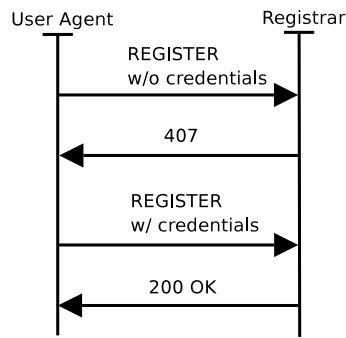 User Agent
Registrar
REGISTER
w/o credentials
407
REGISTER
w/ credentials
200 OK